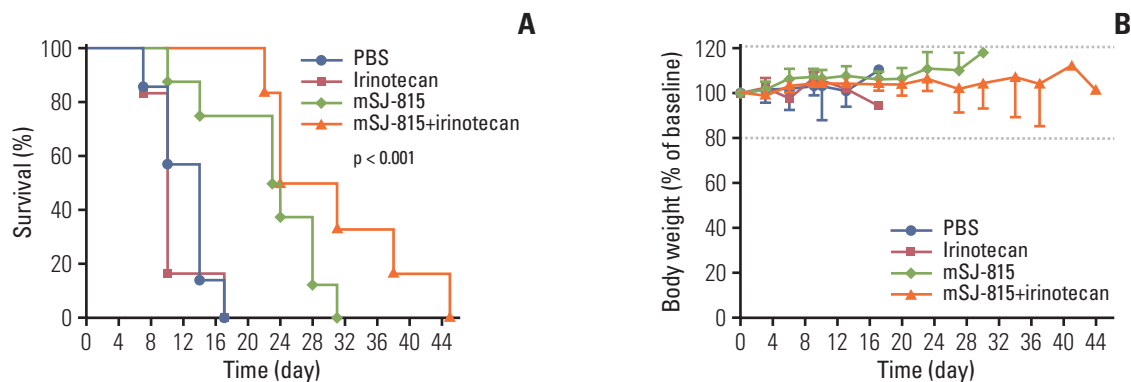 A
Survival (%)
100
80
60
40
20
0
0 4 8 12 16 20 24 28 32 36 40 44
Time (day)
PBS
Irinotecan
mSJ-815
mSJ-815+irinotecan
p < 0.001
B
Body weight (% of baseline)
120
100
80
60
40
20
0
0 4 8 12 16 20 24 28 32 36 40 44
Time (day)
PBS
Irinotecan
mSJ-815
mSJ-815+irinotecan